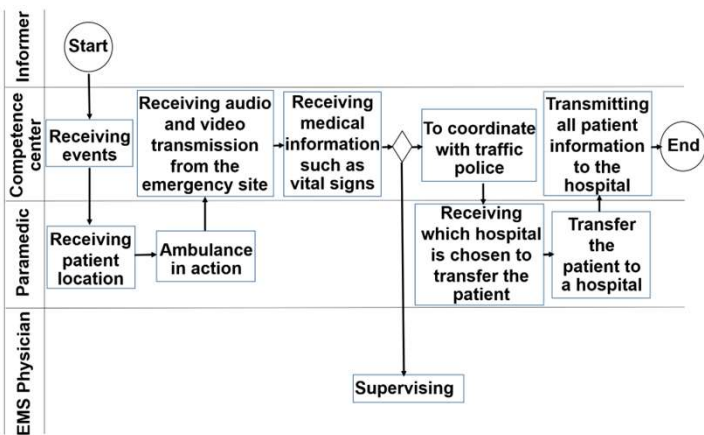 Informer
Start
Competence
center
Receiving
events
Receiving audio
and video
transmission
from the
emergency site
Receiving
medical
information
such as
vital signs
To coordinate
with traffic
police
Transmitting
all patient
information
to the
hospital
End
Paramedic
Receiving
patient
location
Ambulance
in action
Receiving
which hospital
is chosen to
transfer the
patient
Transfer
the
patient to
a hospital
EMS Physician
Supervising